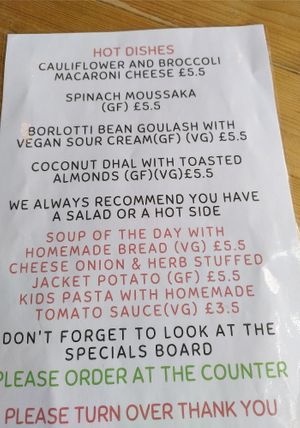 HOT DISHES
CAULIFLOWER AND BROCCOLI
MACARONI CHEESE £5.5
SPINACH MOUSSAKA
(GF) £5.5
BORLOTTI BEAN GOULASH WITH
VEGAN SOUR CREAM(GF) (VG) £5.5
COCONUT DHAL WITH TOASTED
ALMONDS (GF)(VG)£5.5
WE ALWAYS RECOMMEND YOU HAVE
A SALAD OR A HOT SIDE
SOUP OF THE DAY WITH
HOMEMADE BREAD (VG) £5.5
CHEESE ONION & HERB STUFFED
JACKET POTATO (GF) £5.5
KIDS PASTA WITH HOMEMADE
TOMATO SAUCE(VG) £3.5
DON'T FORGET TO LOOK AT THE
SPECIALS BOARD
PLEASE ORDER AT THE COUNTER
PLEASE TURN OVER THANK YOU